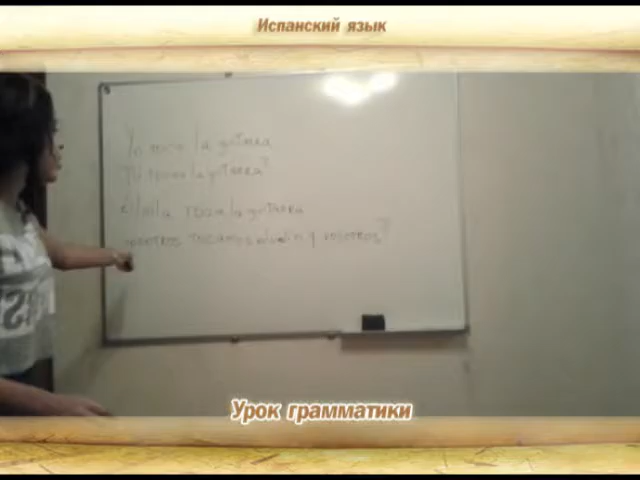 Испанский язык
Yo toco la guitarra
Tú tocas la guitarra?
él/ella toca la guitarra
nosotros tocamos y vosotros?
Урок грамматики